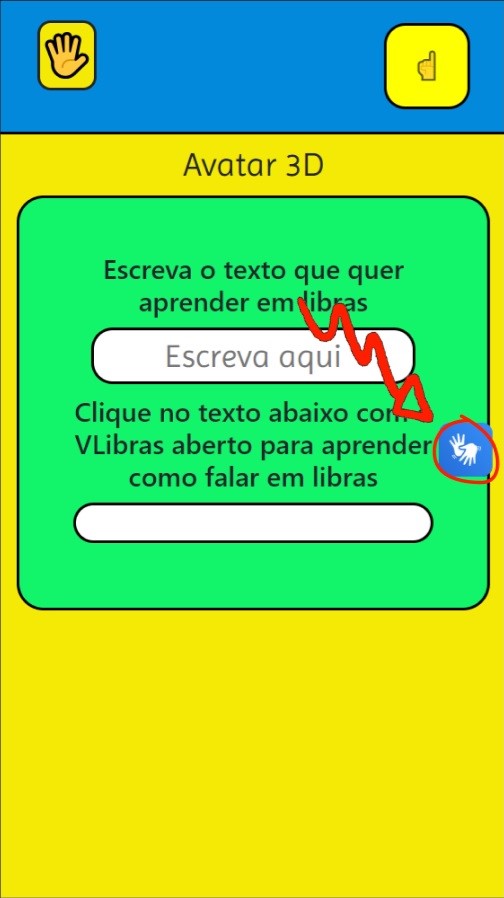 Avatar 3D
Escreva o texto que quer
aprender em libras
Escreva aqui
Clique no texto abaixo com
VLibras aberto para aprender
como falar em libras